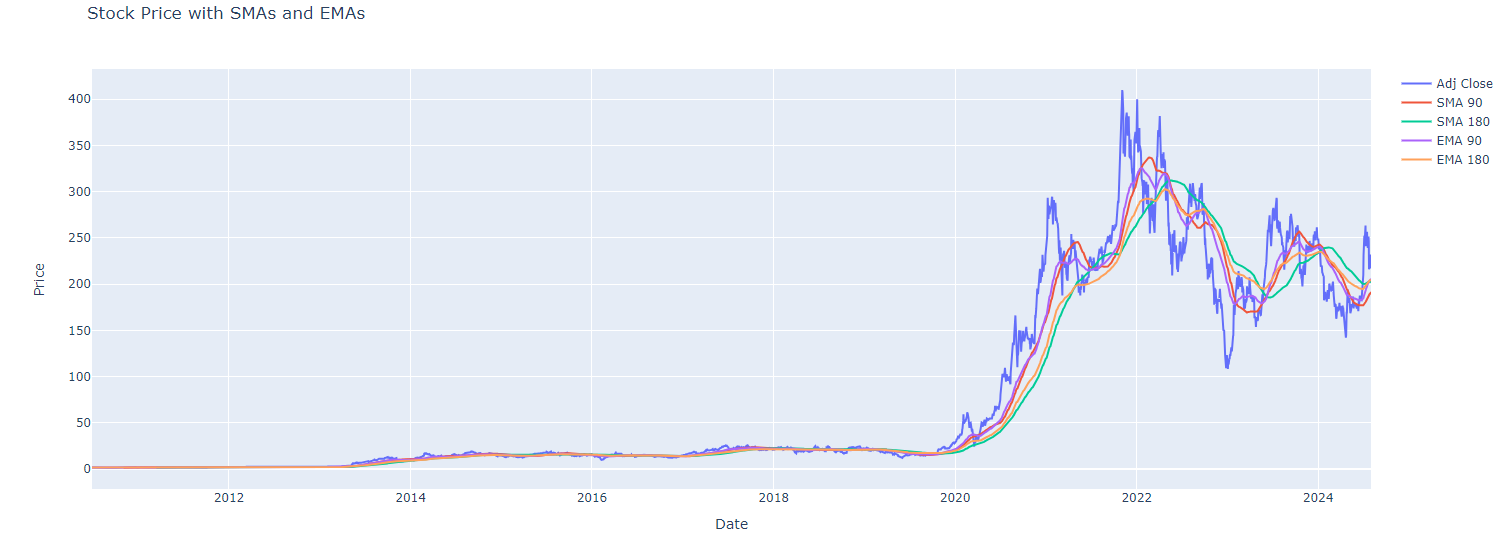 Stock Price with SMAs and EMAs
Adj Close
SMA 90
SMA 180
EMA 90
EMA 180
400
350
300
250
200
150
100
50
0
Price
2012
2014
2016
2018
2020
2022
2024
Date